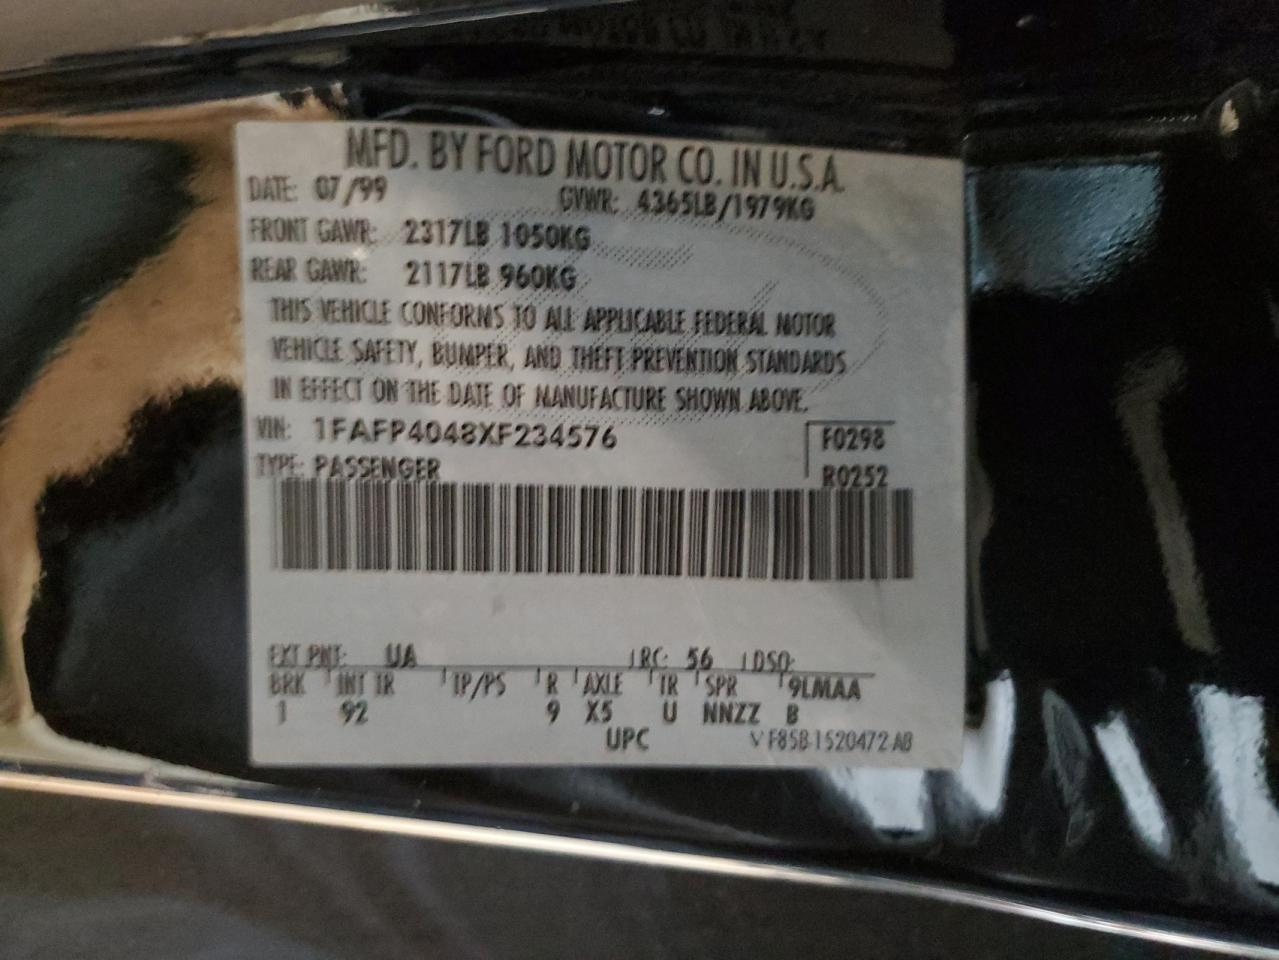 MFD. BY FORD MOTOR CO. IN U.S.A.
DATE: 07/99 GVWR: 4365LB/1979KG
FRONT GAWR: 2317LB 1050KG
REAR GAWR: 2117LB 960KG
THIS VEHICLE CONFORMS TO ALL APPLICABLE FEDERAL MOTOR
VEHICLE SAFETY, BUMPER, AND THEFT PREVENTION STANDARDS
IN EFFECT ON THE DATE OF MANUFACTURE SHOWN ABOVE.
VIN: 1FAFP4048XF234576 F0298
TYPE: PASSENGER R0252
EXT PNT: UA RC: 56 DSO:
BRK INT TR TP/PS R AXLE TR SPR 9LMAA
1 92 9 X5 U NNZZ B
UPC V F85B-1520472-AB